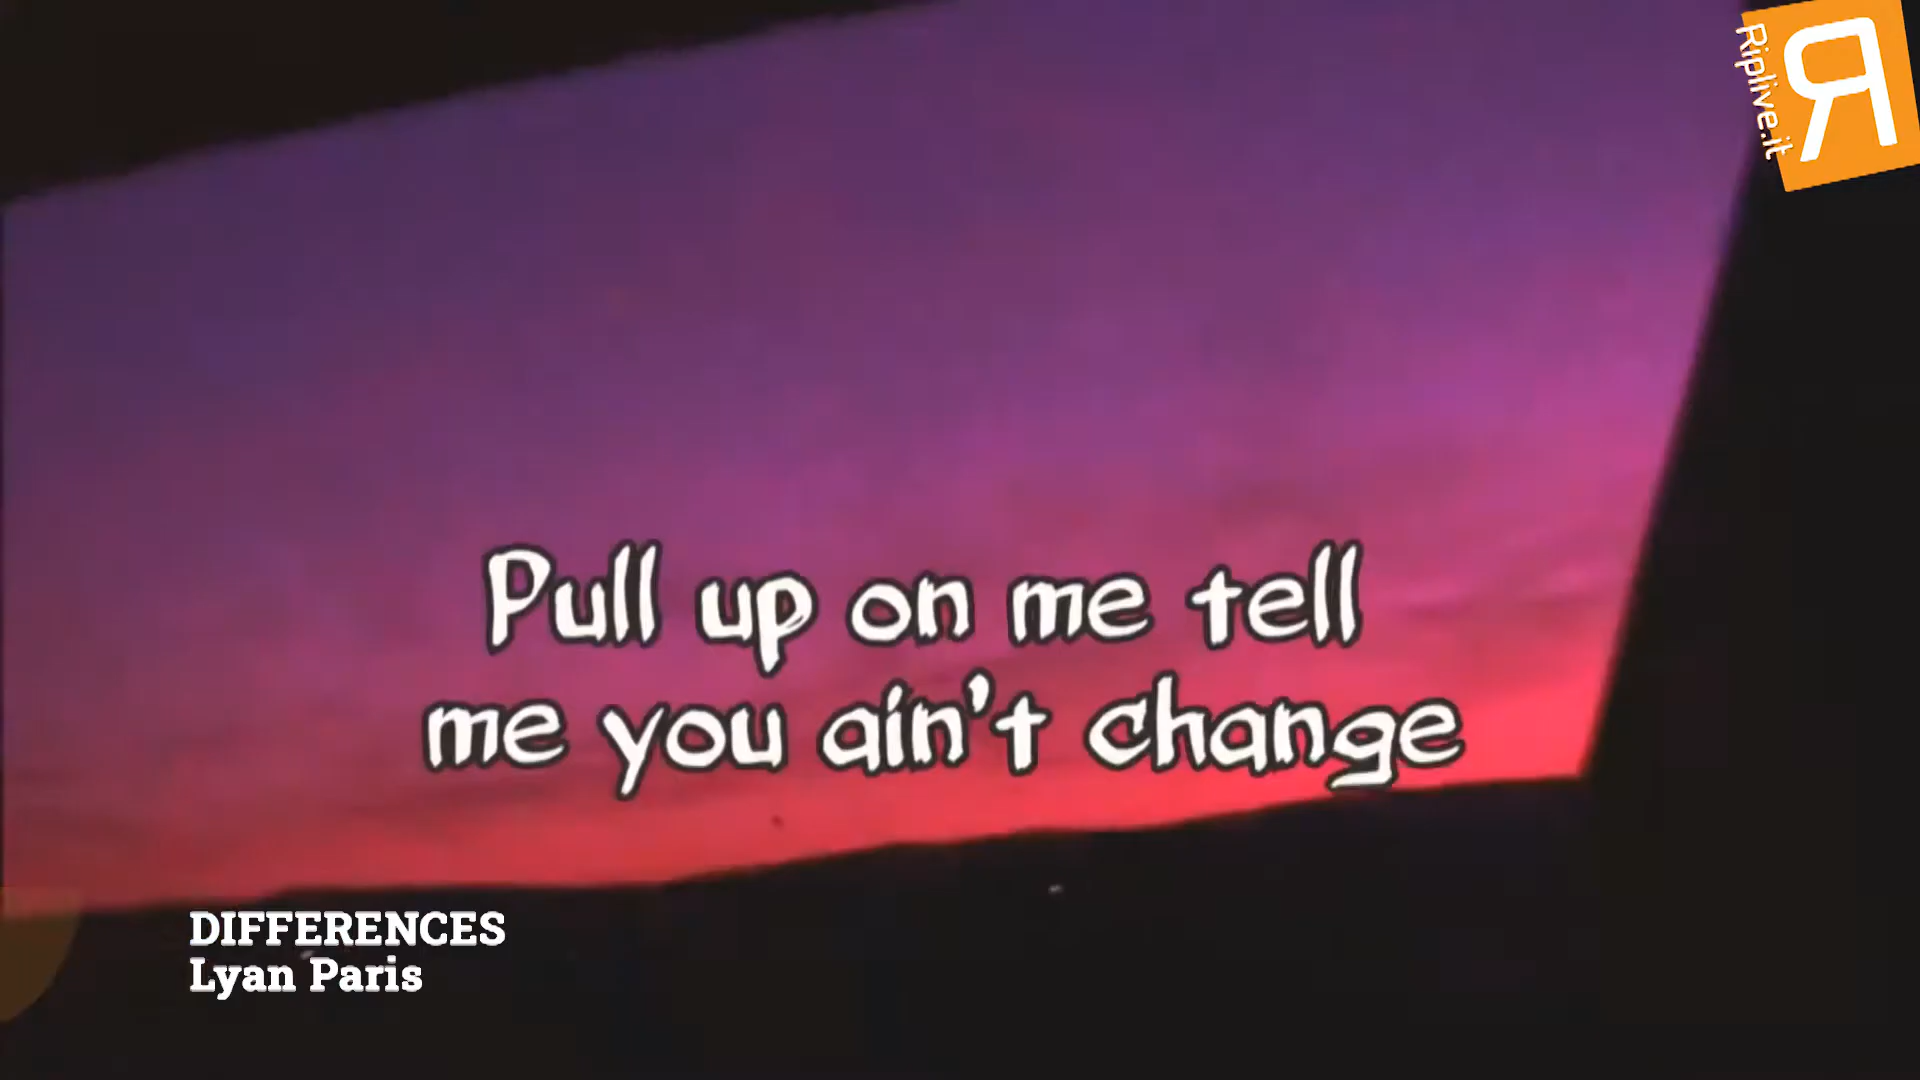 Riplive.it
Pull up on me tell
me you ain't change
DIFFERENCES
Lyan Paris